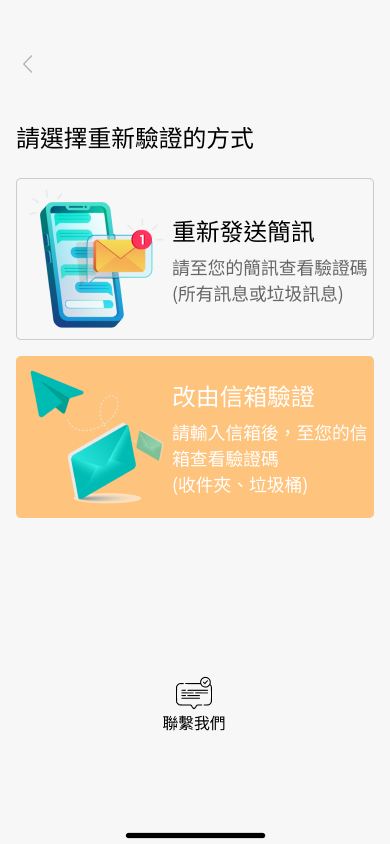 請選擇重新驗證的方式
1
重新發送簡訊
請至您的簡訊查看驗證碼
(所有訊息或垃圾訊息)
改由信箱驗證
請輸入信箱後，至您的信
箱查看驗證碼
(收件夾、垃圾桶)
聯繫我們